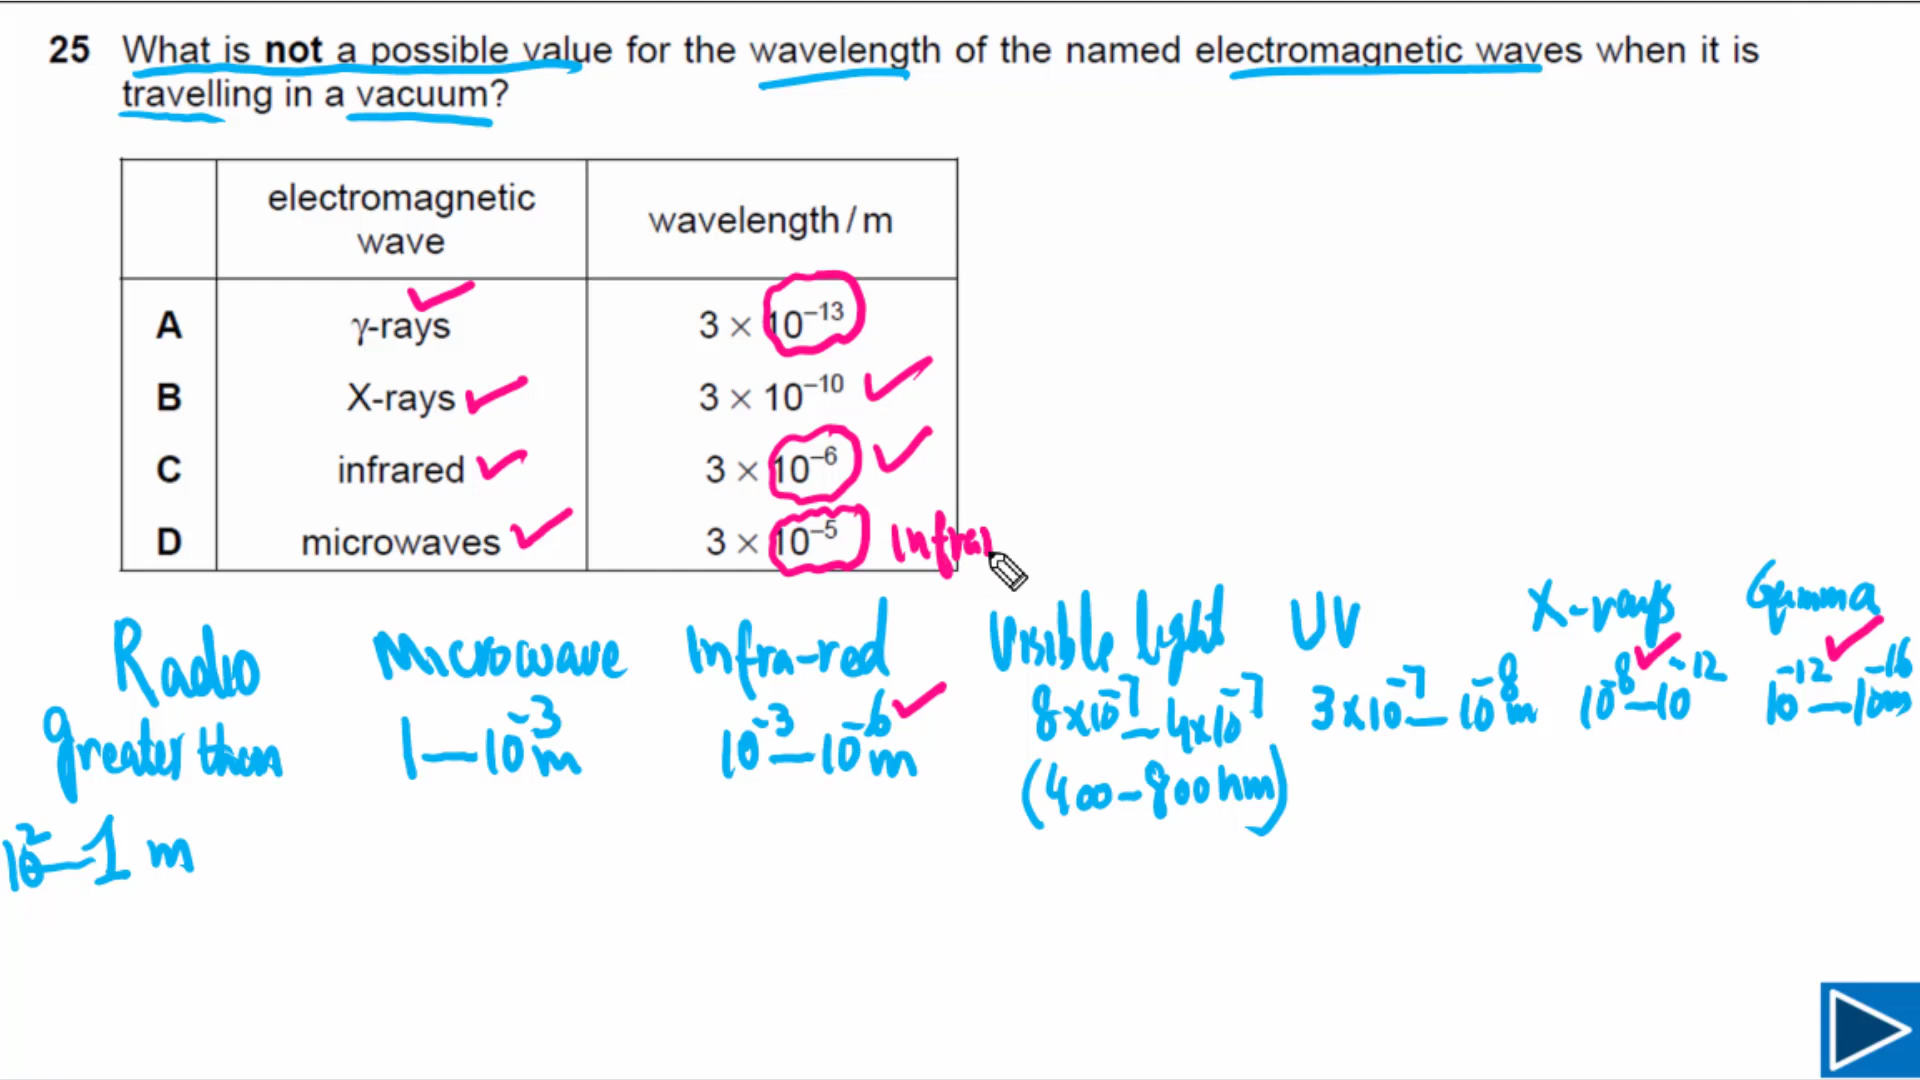 25 What is not a possible value for the wavelength of the named electromagnetic waves when it is
travelling in a vacuum?
electromagnetic wave wavelength / m
A γ-rays 3 × 10⁻¹³
B X-rays 3 × 10⁻¹⁰
C infrared 3 × 10⁻⁶
D microwaves 3 × 10⁻⁵ Infrar
Radio Microwave Infra-red Visible light UV X-rays Gamma
greater than 1 – 10⁻³ m 10⁻³ – 10⁻⁶ m 8×10⁻⁷ – 4×10⁻⁷ 3×10⁻⁷ – 10⁻⁸ m 10⁻⁸ – 10⁻¹² 10⁻¹² – 10⁻¹⁶ m
(400 – 800 nm)
10² – 1 m